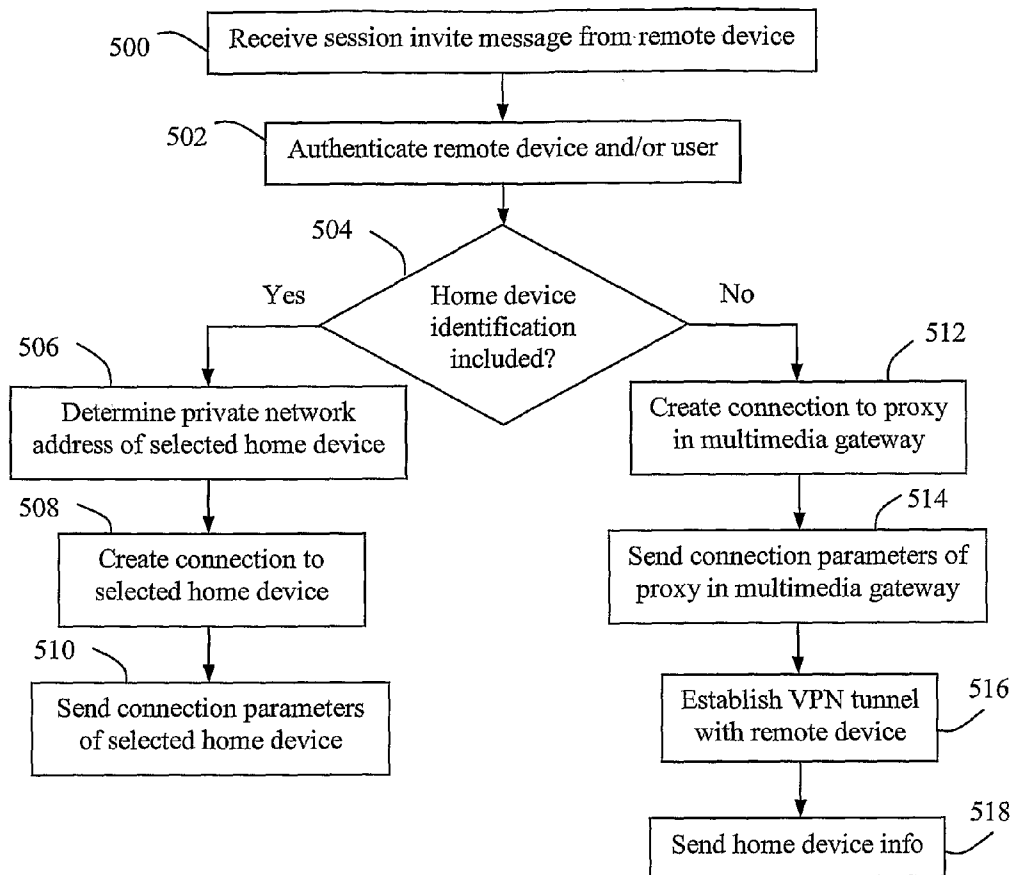 500
Receive session invite message from remote device
502
Authenticate remote device and/or user
504
Yes
Home device
identification
included?
No
506
Determine private network
address of selected home device
508
Create connection to
selected home device
510
Send connection parameters
of selected home device
512
Create connection to proxy
in multimedia gateway
514
Send connection parameters of
proxy in multimedia gateway
516
Establish VPN tunnel
with remote device
518
Send home device info